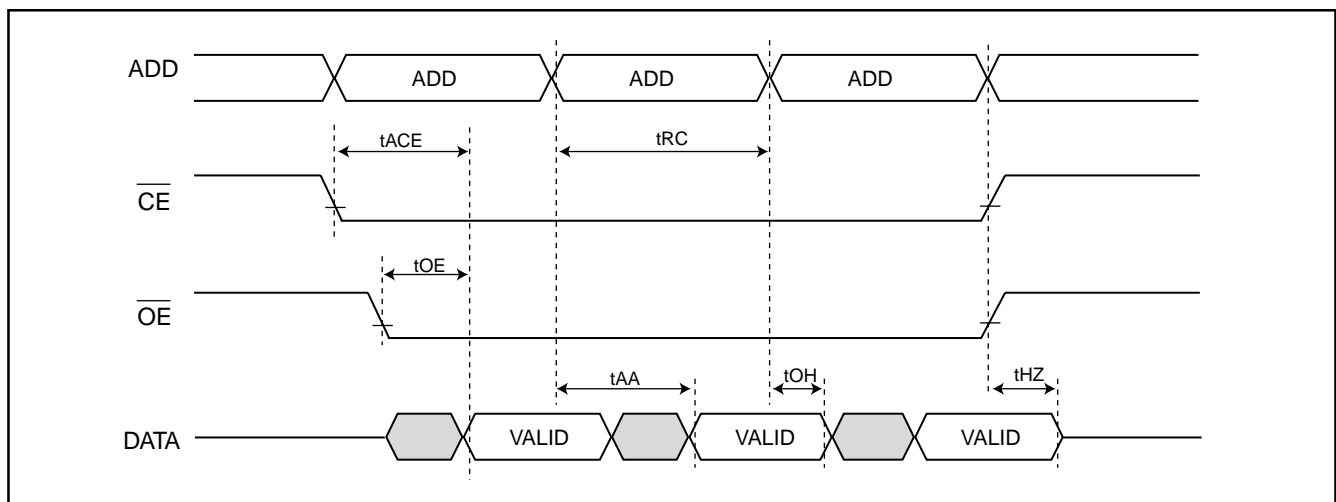 ADD ADD ADD ADD
tACE tRC
CE
tOE
OE
tAA tOH tHZ
DATA VALID VALID VALID